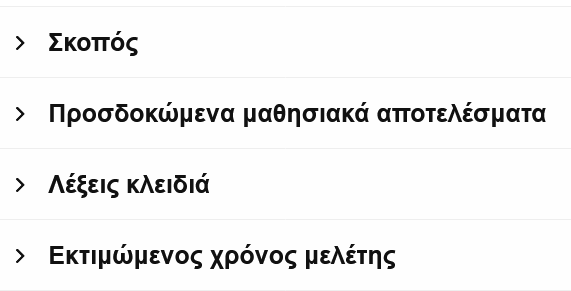 Σκοπός
Προσδοκώμενα μαθησιακά αποτελέσματα
Λέξεις κλειδιά
Εκτιμώμενος χρόνος μελέτης